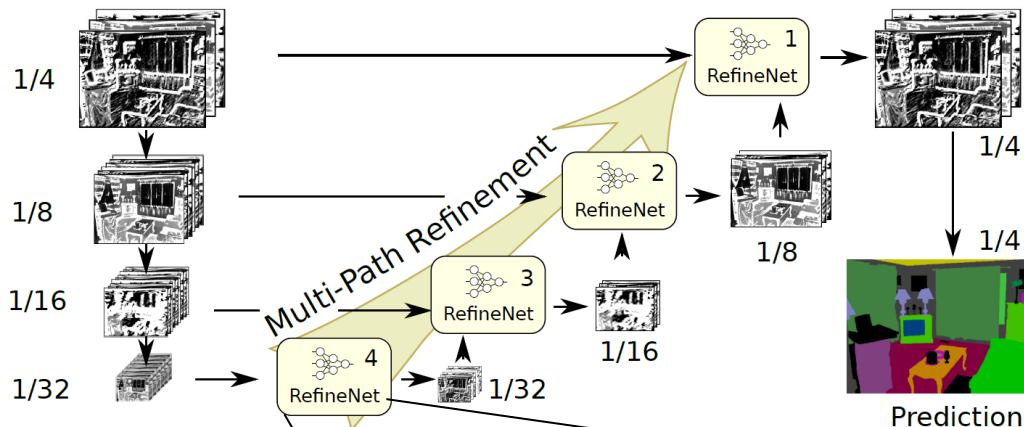 1/4
1
RefineNet
1/4
1/8
2
RefineNet
1/8
1/4
Multi-Path Refinement
1/16
3
RefineNet
1/16
1/32
4
RefineNet
1/32
Prediction